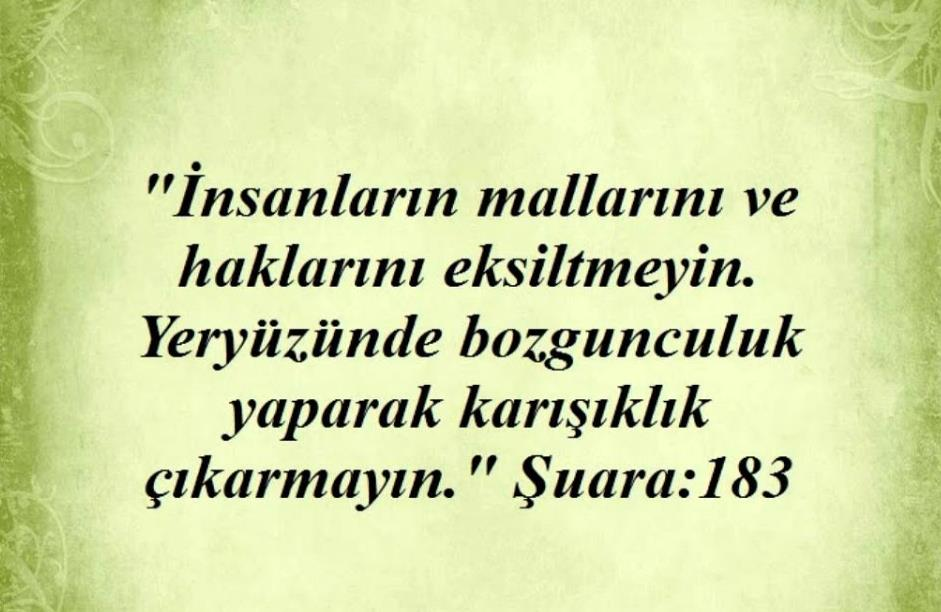 "İnsanların mallarını ve
haklarını eksiltmeyin.
Yeryüzünde bozgunculuk
yaparak karışıklık
çıkarmayın." Şuara:183